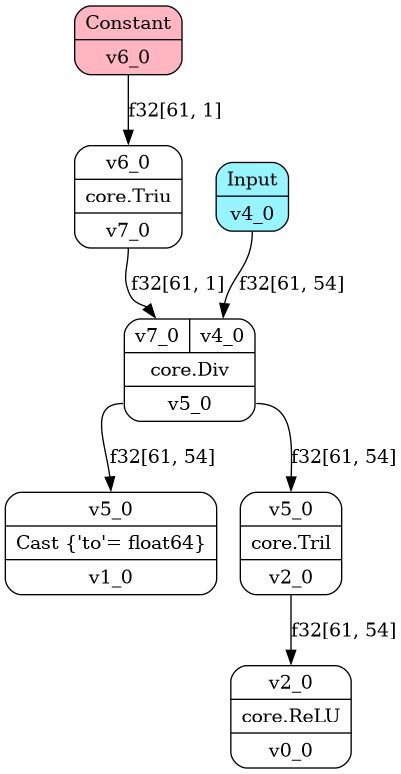 Constant
v6_0
f32[61, 1]
v6_0
core.Triu
v7_0
Input
v4_0
f32[61, 1]
f32[61, 54]
v7_0 v4_0
core.Div
v5_0
f32[61, 54]
f32[61, 54]
v5_0
Cast {'to'= float64}
v1_0
v5_0
core.Tril
v2_0
f32[61, 54]
v2_0
core.ReLU
v0_0